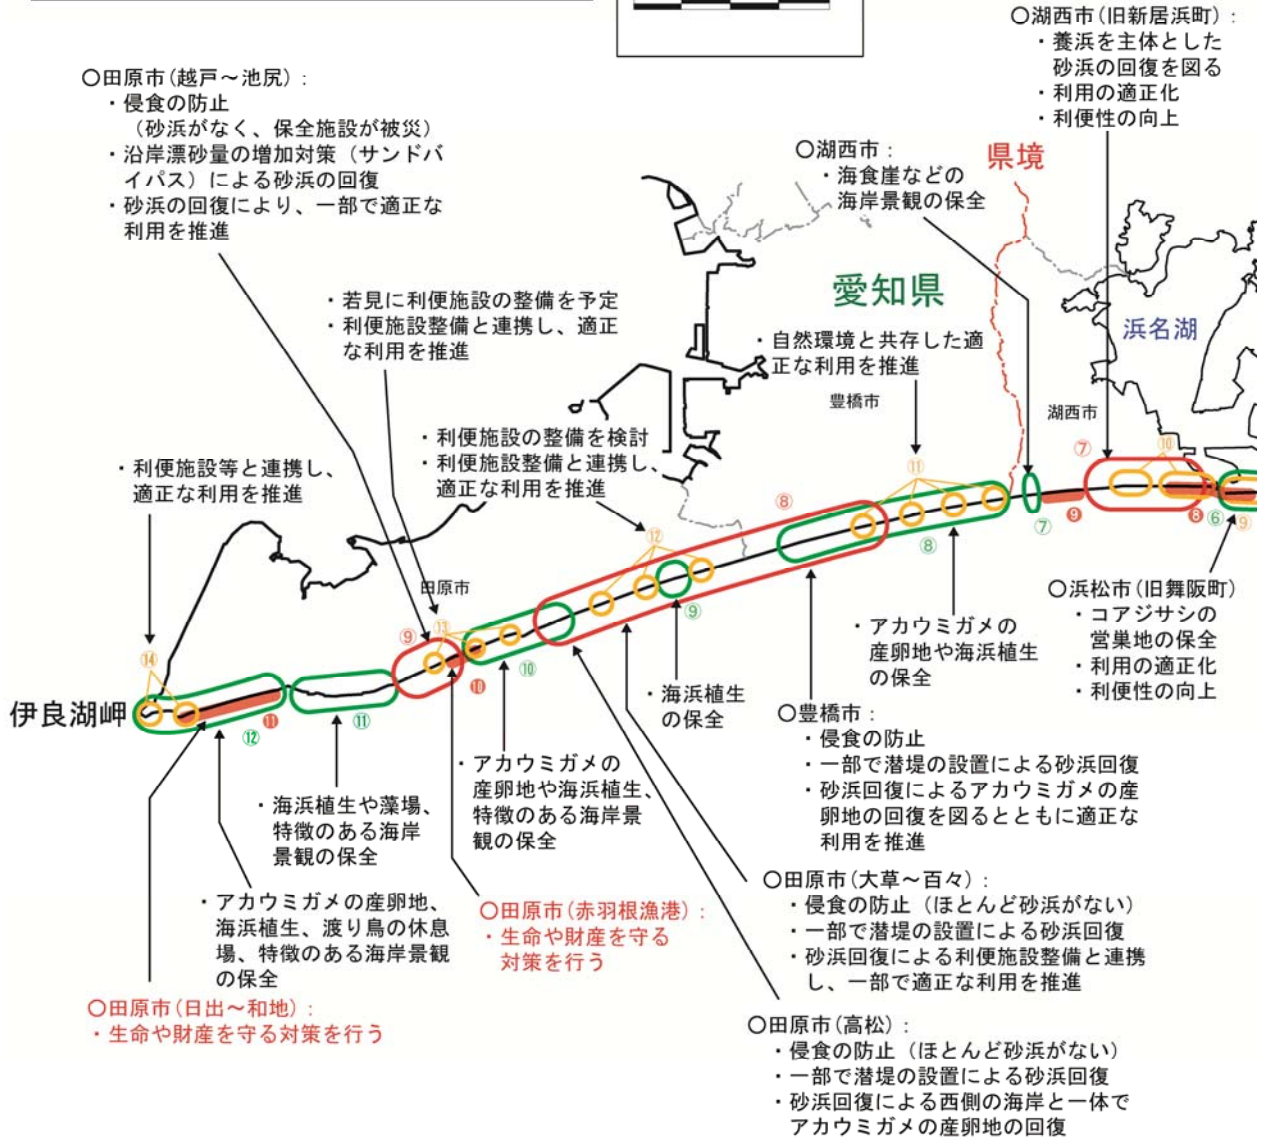 ○湖西市(旧新居浜町)：
・養浜を主体とした
砂浜の回復を図る
・利用の適正化
・利便性の向上
○田原市(越戸～池尻)：
・侵食の防止
（砂浜がなく、保全施設が被災）
・沿岸漂砂量の増加対策（サンドバ
イパス）による砂浜の回復
・砂浜の回復により、一部で適正な
利用を推進
○湖西市：
・海食崖などの
海岸景観の保全
県境
愛知県
浜名湖
・若見に利便施設の整備を予定
・利便施設整備と連携し、適正
な利用を推進
・自然環境と共存した適
正な利用を推進
豊橋市
湖西市
・利便施設の整備を検討
・利便施設整備と連携し、
適正な利用を推進
・利便施設等と連携し、
適正な利用を推進
⑦
⑩
⑪
⑧
⑦
❾
❽
⑥
⑨
⑧
⑫
⑨
田原市
⑬
⑨
❿
⑩
⑭
伊良湖岬
⓫
⑫
⑪
○浜松市(旧舞阪町)
・コアジサシの
営巣地の保全
・利用の適正化
・利便性の向上
・アカウミガメの
産卵地や海浜植生
の保全
・海浜植生
の保全
○豊橋市：
・侵食の防止
・一部で潜堤の設置による砂浜回復
・砂浜回復によるアカウミガメの産
卵地の回復を図るとともに適正な
利用を推進
・アカウミガメの
産卵地や海浜植生、
特徴のある海岸景
観の保全
・海浜植生や藻場、
特徴のある海岸
景観の保全
・アカウミガメの産卵地、
海浜植生、渡り鳥の休息
場、特徴のある海岸景観
の保全
○田原市(赤羽根漁港)：
・生命や財産を守る
対策を行う
○田原市(大草～百々)：
・侵食の防止（ほとんど砂浜がない）
・一部で潜堤の設置による砂浜回復
・砂浜回復による利便施設整備と連携
し、一部で適正な利用を推進
○田原市(日出～和地)：
・生命や財産を守る対策を行う
○田原市(高松)：
・侵食の防止（ほとんど砂浜がない）
・一部で潜堤の設置による砂浜回復
・砂浜回復による西側の海岸と一体で
アカウミガメの産卵地の回復